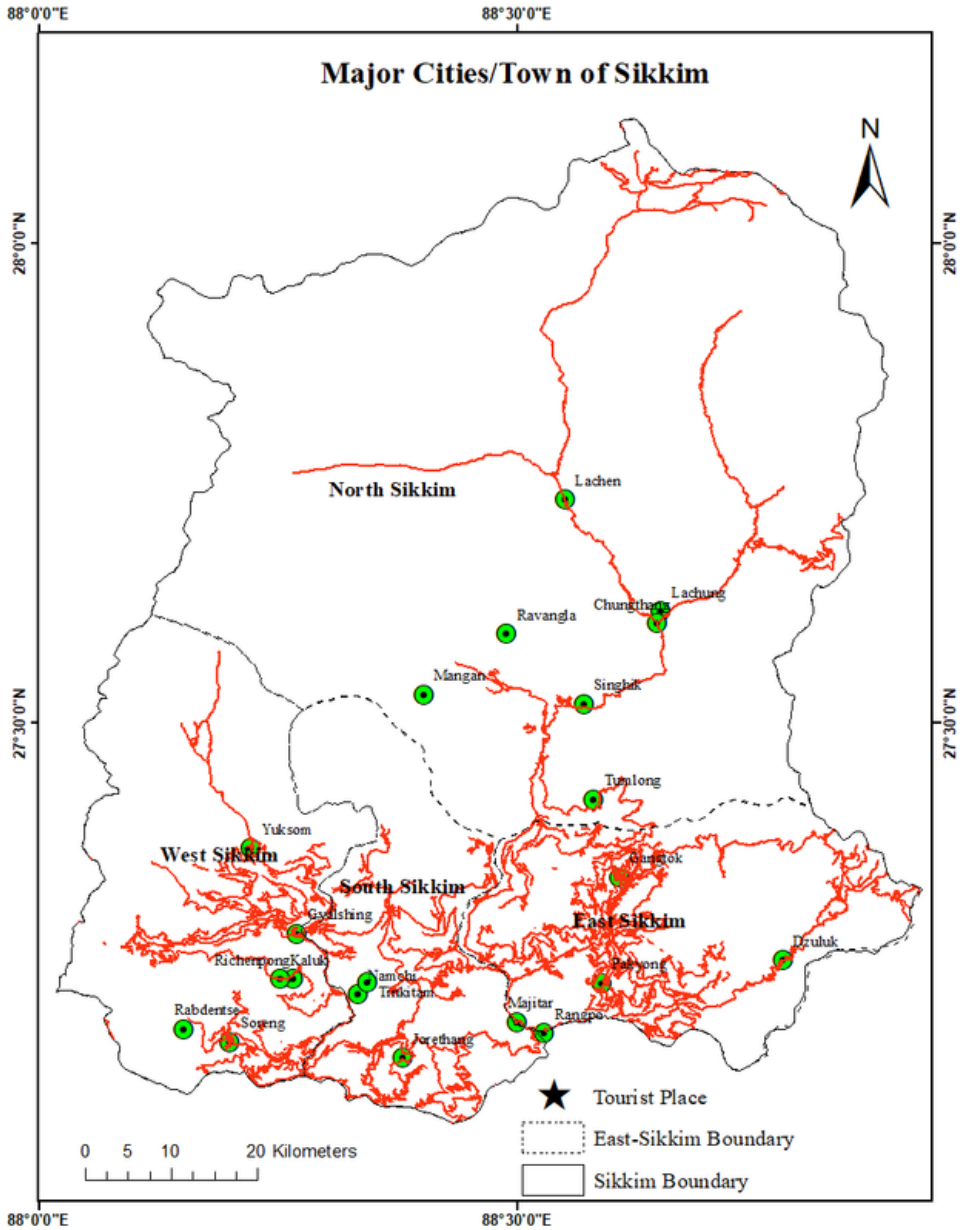 88°0'0"E 88°30'0"E
Major Cities/Town of Sikkim
N
28°0'0"N 28°0'0"N
Lachen
North Sikkim
Lachung
Chungthang
Ravangla
Mangan
Singhik
27°30'0"N 27°30'0"N
Tumlong
Yuksom
West Sikkim
Gangtok
South Sikkim
Gyalshing
East Sikkim
Dzuluk
Richenpong Kaluk
Namchi
Pakyong
Trukitam
Rabdentse
Majitar
Rangpo
Soreng
Jorethang
Tourist Place
East-Sikkim Boundary
0 5 10 20 Kilometers
Sikkim Boundary
88°0'0"E 88°30'0"E